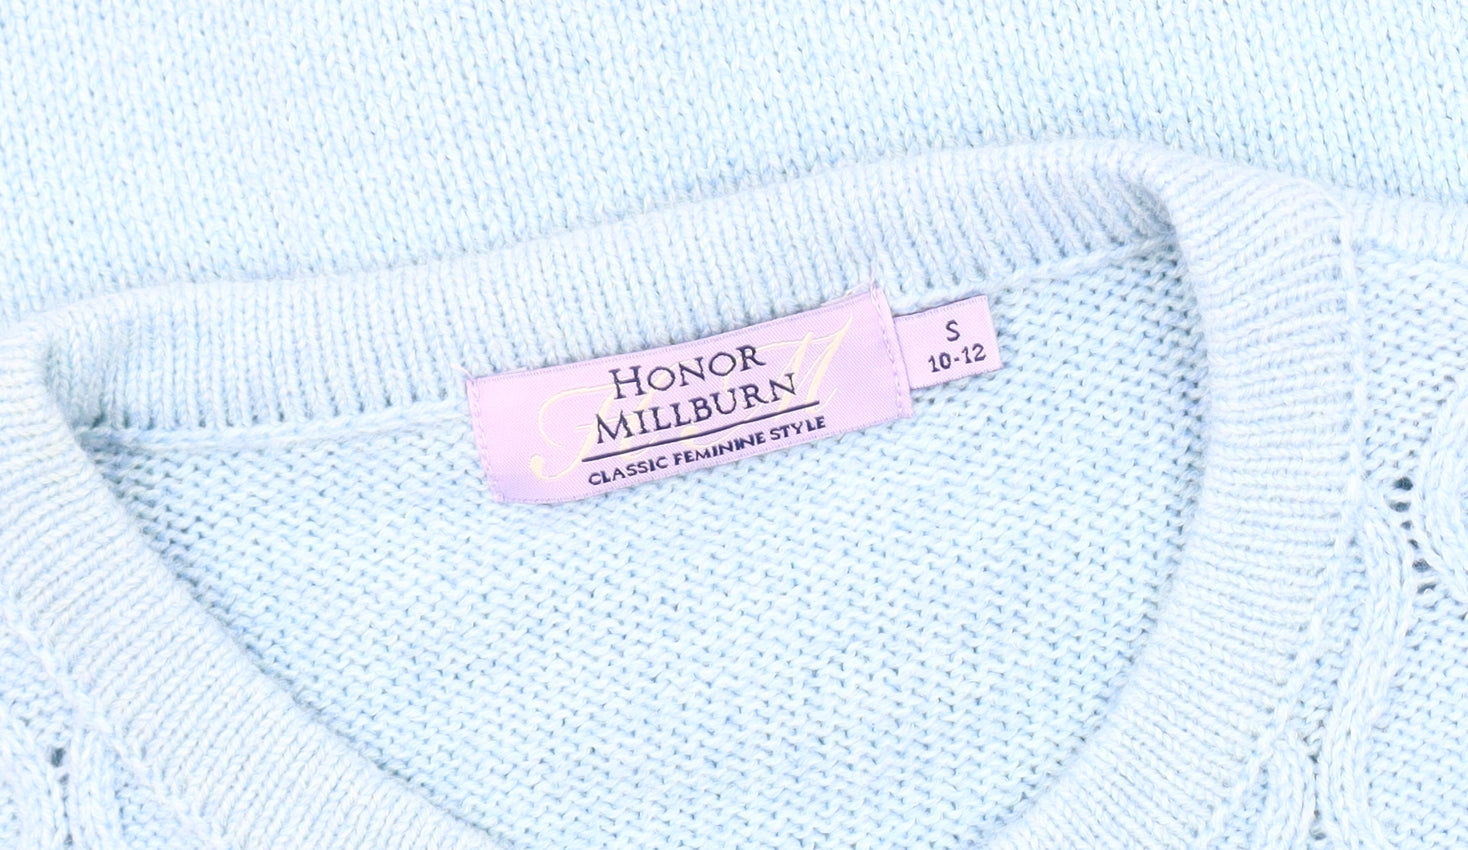 HONOR
MILLBURN
CLASSIC FEMININE STYLE
S
10-12